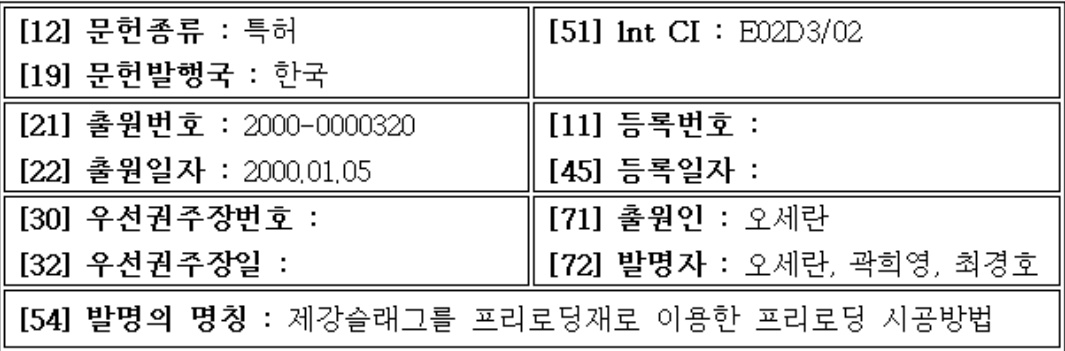 [12] 문헌종류 : 특허
[19] 문헌발행국 : 한국
[51] Int CI : E02D3/02
[21] 출원번호 : 2000-0000320
[22] 출원일자 : 2000.01.05
[11] 등록번호 :
[45] 등록일자 :
[30] 우선권주장번호 :
[32] 우선권주장일 :
[71] 출원인 : 오세란
[72] 발명자 : 오세란, 곽희영, 최경호
[54] 발명의 명칭 : 제강슬래그를 프리로딩재로 이용한 프리로딩 시공방법